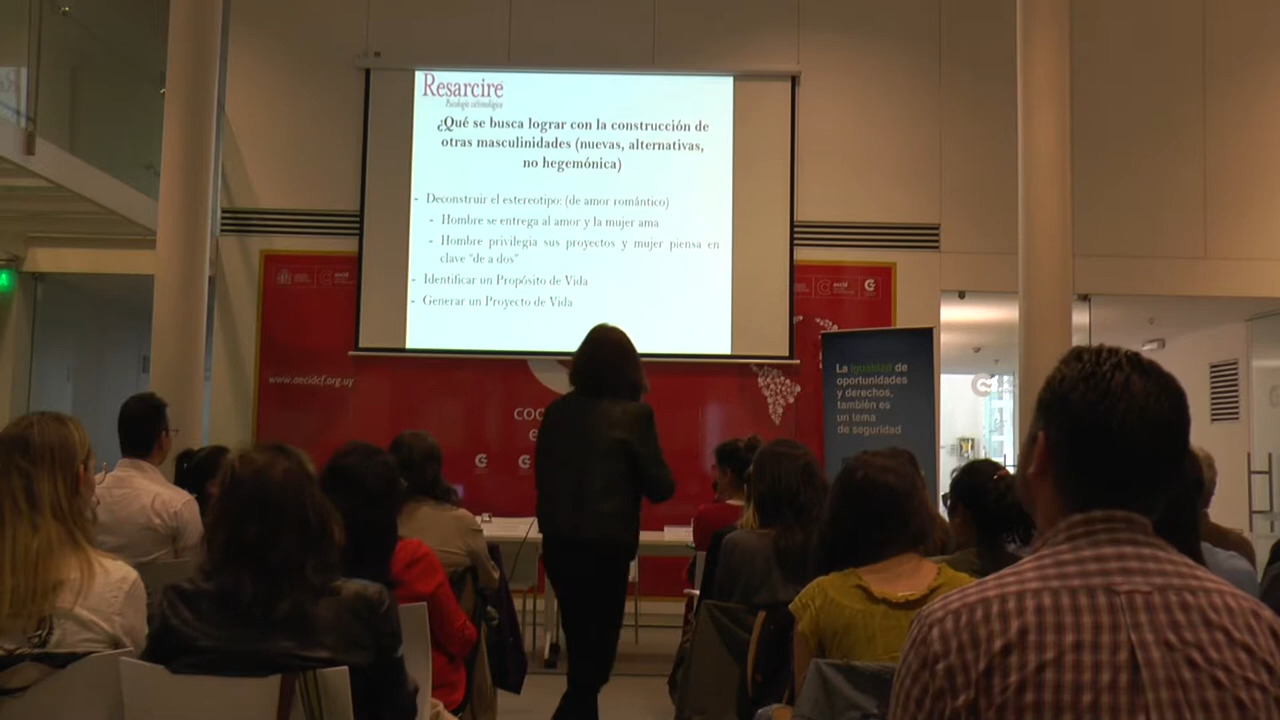 Resarcire
Psicología victimológica
¿Qué se busca lograr con la construcción de
otras masculinidades (nuevas, alternativas,
no hegemónica)
- Deconstruir el estereotipo: (de amor romántico)
- Hombre se entrega al amor y la mujer ama
- Hombre privilegia sus proyectos y mujer piensa en
clave "de a dos"
- Identificar un Propósito de Vida
- Generar un Proyecto de Vida
aecid
aecid
www.aecidcf.org.uy
La igualdad de
oportunidades
y derechos,
también es
un tema
de seguridad